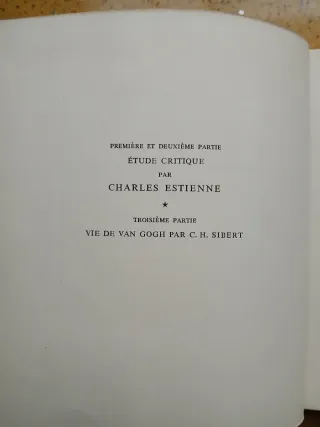 PREMIÈRE ET DEUXIÈME PARTIE
ÉTUDE CRITIQUE
PAR
CHARLES ESTIENNE
★
TROISIÈME PARTIE
VIE DE VAN GOGH PAR C. H. SIBERT